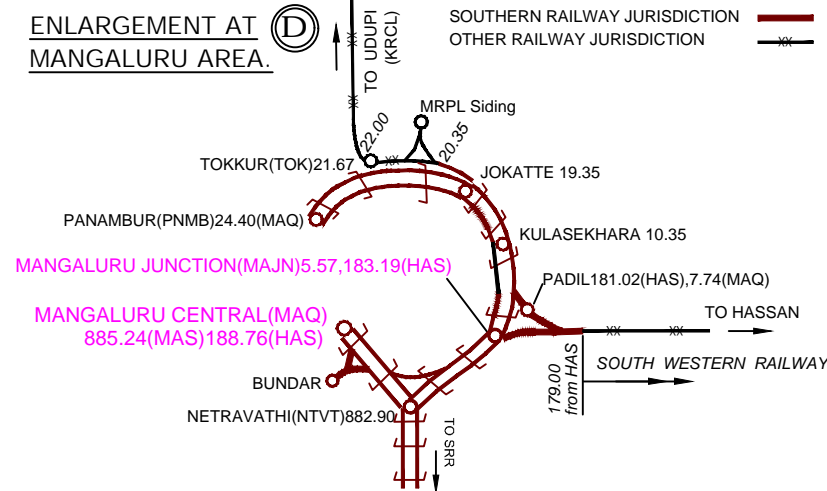 ENLARGEMENT AT
MANGALURU AREA.
D
SOUTHERN RAILWAY JURISDICTION
OTHER RAILWAY JURISDICTION
TO UDUPI
(KRCL)
MRPL Siding
22.00
20.35
TOKKUR(TOK)21.67
JOKATTE 19.35
PANAMBUR(PNMB)24.40(MAQ)
KULASEKHARA 10.35
MANGALURU JUNCTION(MAJN)5.57,183.19(HAS)
PADIL181.02(HAS),7.74(MAQ)
MANGALURU CENTRAL(MAQ)
885.24(MAS)188.76(HAS)
TO HASSAN
SOUTH WESTERN RAILWAY
179.00
from HAS
BUNDAR
NETRAVATHI(NTVT)882.90
TO SRR